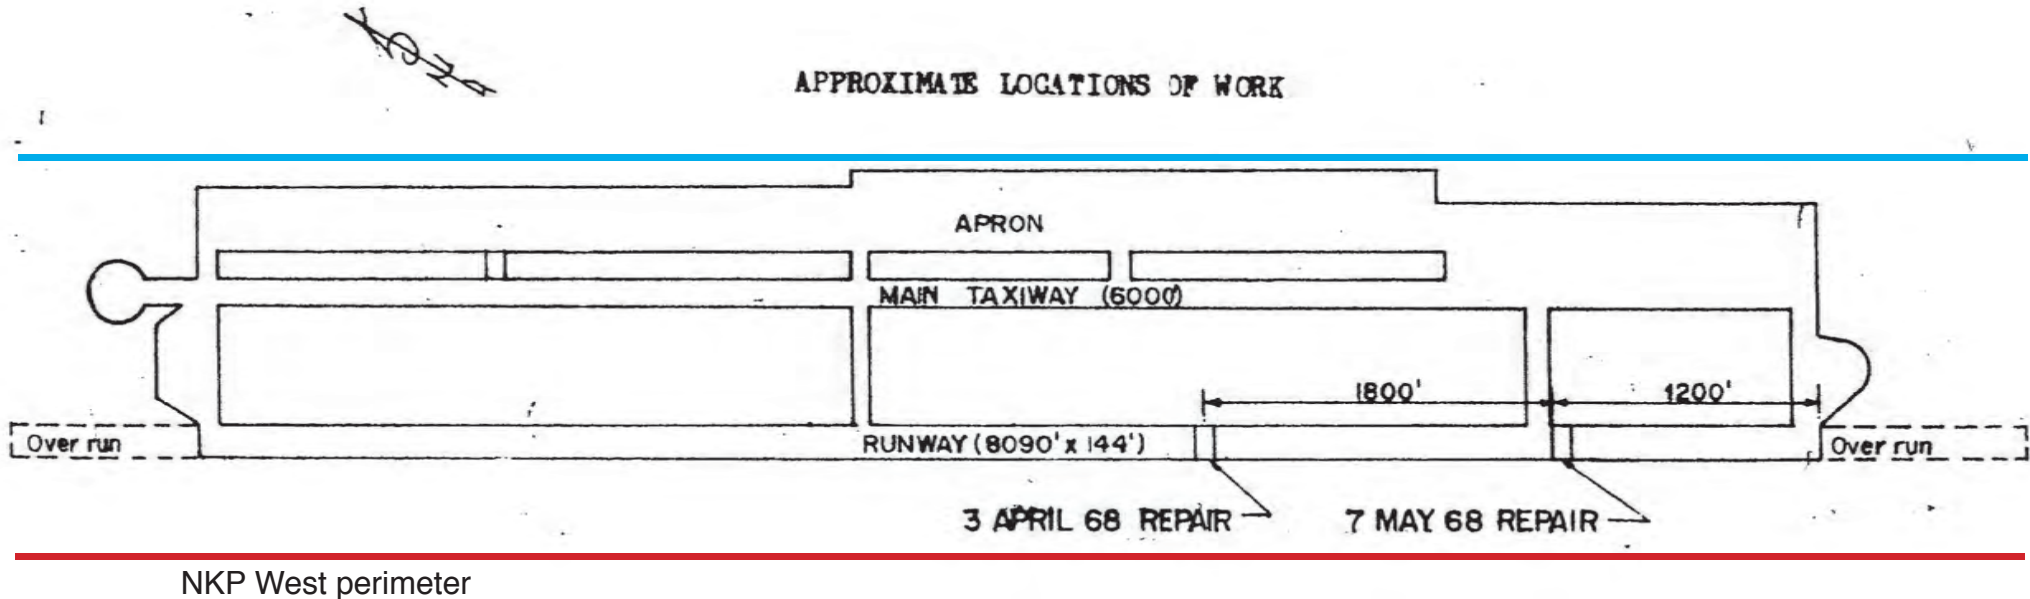 APPROXIMATE LOCATIONS OF WORK
APRON
MAIN TAXIWAY (6000')
1800'
1200'
Over run
RUNWAY (8090' x 144')
Over run
3 APRIL 68 REPAIR
7 MAY 68 REPAIR
NKP West perimeter